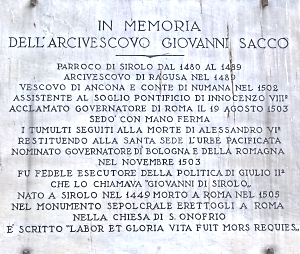 IN MEMORIA
DELL'ARCIVESCOVO GIOVANNI SACCO
PARROCO DI SIROLO DAL 1480 AL 1489
ARCIVESCOVO DI RAGUSA NEL 1489
VESCOVO DI ANCONA E CONTE DI NUMANA NEL 1502
ASSISTENTE AL SOGLIO PONTIFICIO DI INNOCENZO VIII°
ACCLAMATO GOVERNATORE DI ROMA IL 19 AGOSTO 1503
SEDO' CON MANO FERMA
I TUMULTI SEGUITI ALLA MORTE DI ALESSANDRO VI°
RESTITUENDO ALLA SANTA SEDE L'URBE PACIFICATA
NOMINATO GOVERNATORE DI BOLOGNA E DELLA ROMAGNA
NEL NOVEMBRE 1503
FU FEDELE ESECUTORE DELLA POLITICA DI GIULIO II°
CHE LO CHIAMAVA "GIOVANNI DI SIROLO,,
NATO A SIROLO NEL 1449 MORTO A ROMA NEL 1505
NEL MONUMENTO SEPOLCRALE ERETTOGLI A ROMA
NELLA CHIESA DI S. ONOFRIO
E' SCRITTO "LABOR ET GLORIA VITA FUIT MORS REQUIES,,